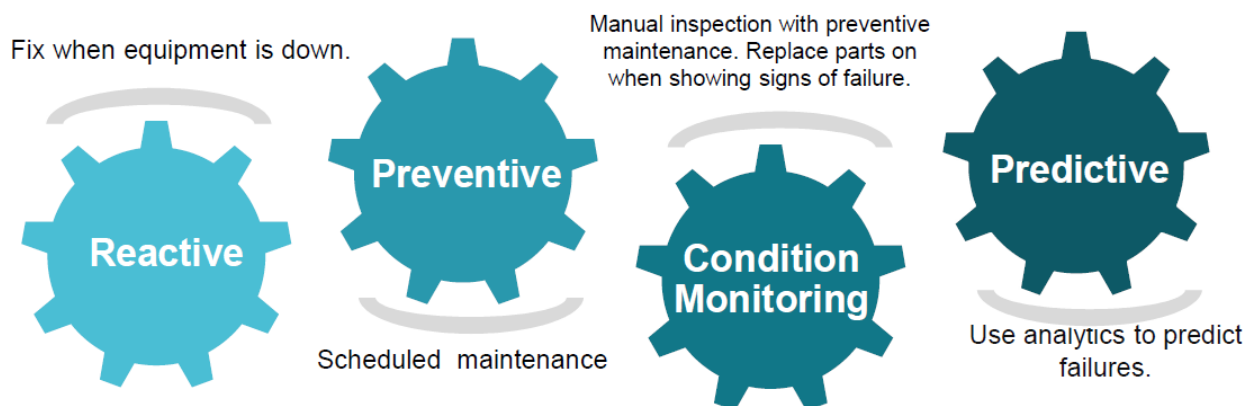 Fix when equipment is down.
Reactive
Preventive
Scheduled maintenance
Manual inspection with preventive
maintenance. Replace parts on
when showing signs of failure.
Condition
Monitoring
Predictive
Use analytics to predict
failures.